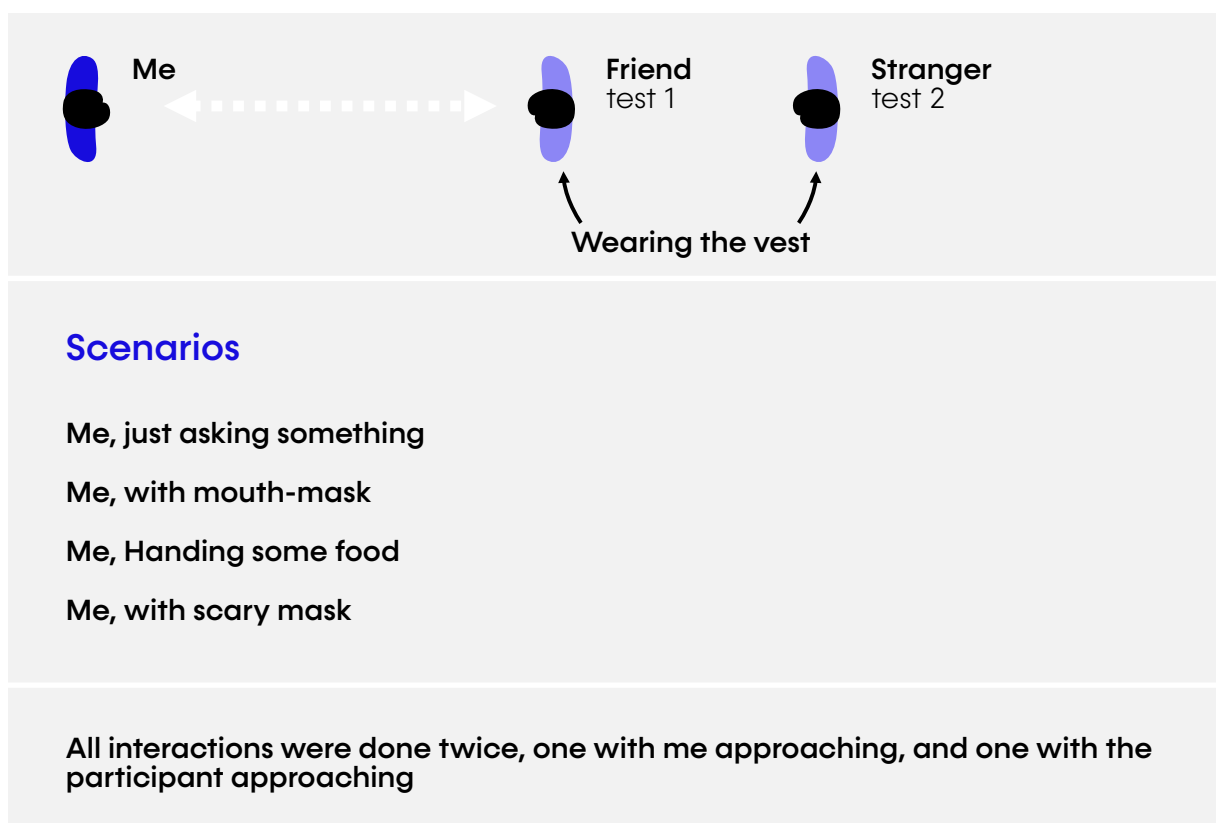 Me
Friend
test 1
Stranger
test 2
Wearing the vest
Scenarios
Me, just asking something
Me, with mouth-mask
Me, Handing some food
Me, with scary mask
All interactions were done twice, one with me approaching, and one with the
participant approaching